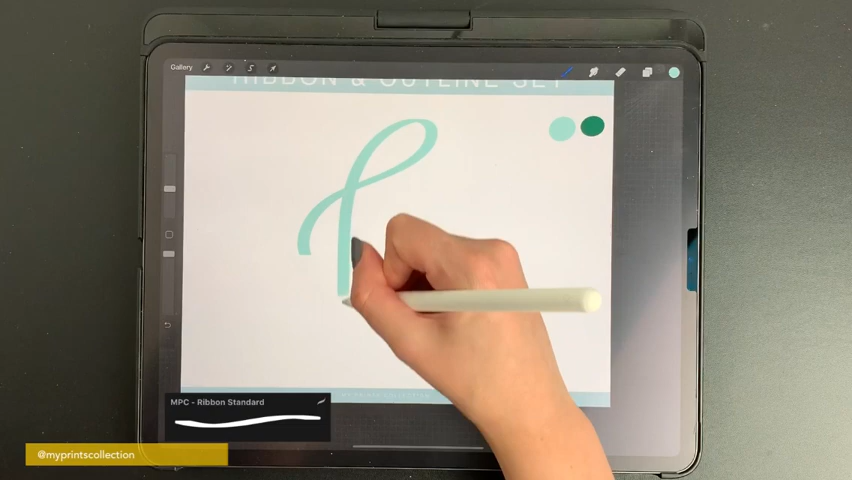 Gallery
RIBBON & OUTLINE SET
MPC - Ribbon Standard
@myprintscollection